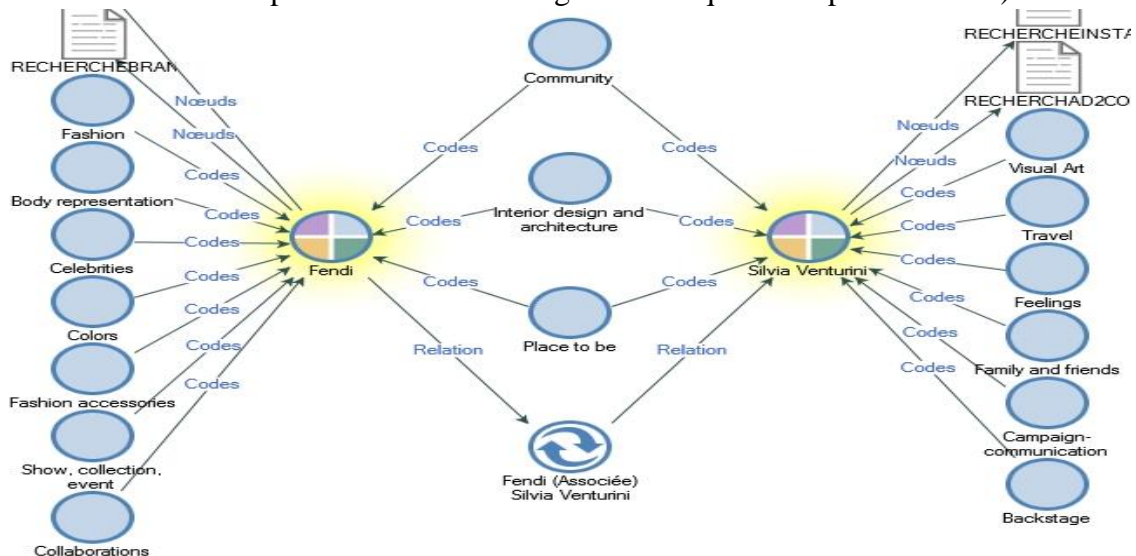 RECHERCHEBRAN
Nœuds
Nœuds
Fashion
Codes
Body representation
Codes
Celebrities
Codes
Colors
Codes
Fashion accessories
Codes
Show, collection,
event
Codes
Collaborations
Codes
Fendi
Community
Codes
Codes
Interior design and
architecture
Codes
Codes
Place to be
Codes
Codes
Relation
Relation
Fendi (Associée)
Silvia Venturini
Silvia Venturini
RECHERCHEINSTA
RECHERCHAD2CO
Nœuds
Nœuds
Visual Art
Codes
Travel
Codes
Feelings
Codes
Family and friends
Codes
Campaign-
communication
Codes
Backstage
Codes